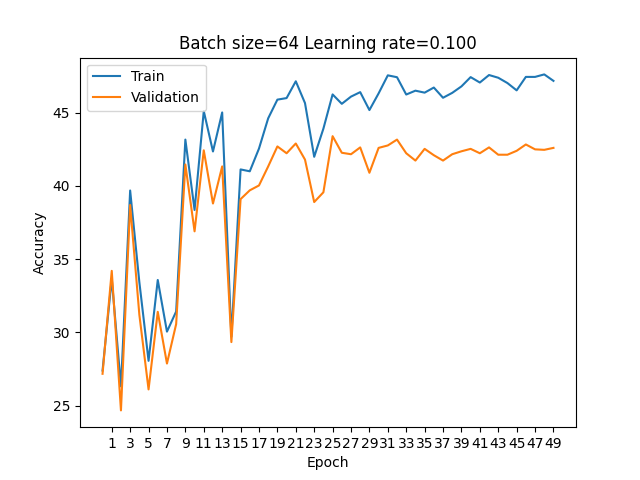 Batch size=64 Learning rate=0.100
Train
Validation
45
40
35
30
25
Accuracy
1 3 5 7 9 11 13 15 17 19 21 23 25 27 29 31 33 35 37 39 41 43 45 47 49
Epoch